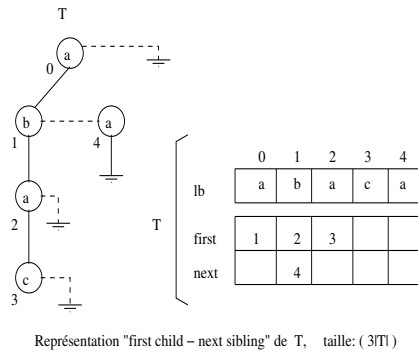 T
a
0
b
a
1
4
a
2
c
3
T
0 1 2 3 4
lb a b a c a
first 1 2 3
next 4
Représentation "first child – next sibling" de T, taille: ( 3|T| )